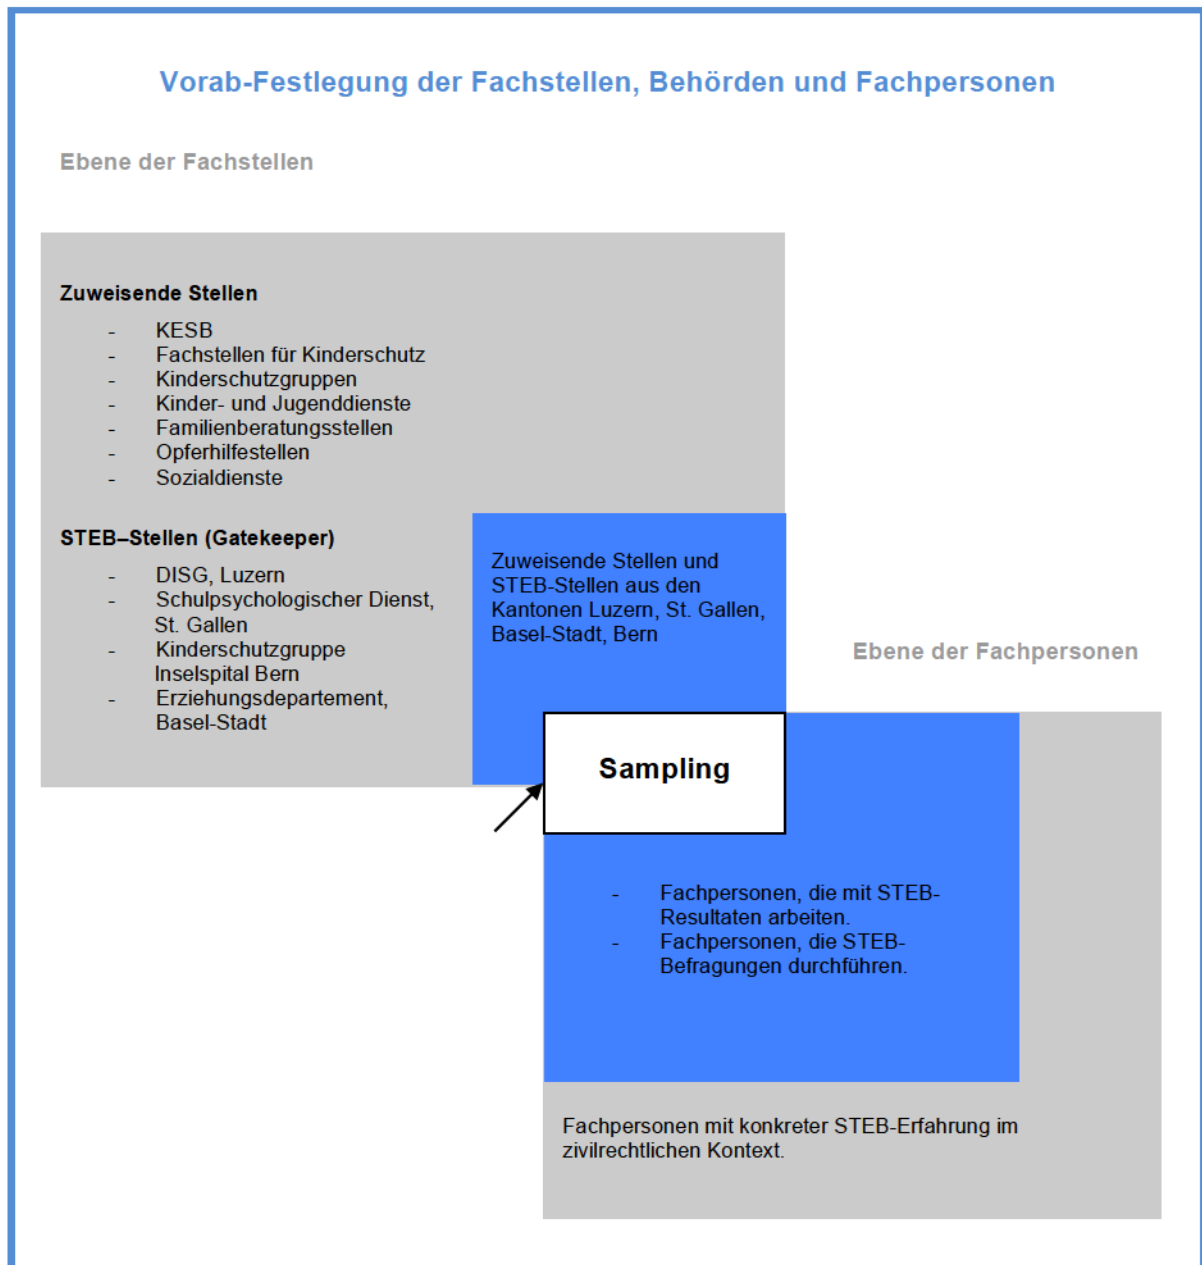 Vorab-Festlegung der Fachstellen, Behörden und Fachpersonen
Ebene der Fachstellen
Zuweisende Stellen
- KESB
- Fachstellen für Kinderschutz
- Kinderschutzgruppen
- Kinder- und Jugenddienste
- Familienberatungsstellen
- Opferhilfestellen
- Sozialdienste
STEB–Stellen (Gatekeeper)
- DISG, Luzern
- Schulpsychologischer Dienst,
St. Gallen
- Kinderschutzgruppe
Inselspital Bern
- Erziehungsdepartement,
Basel-Stadt
Zuweisende Stellen und
STEB-Stellen aus den
Kantonen Luzern, St. Gallen,
Basel-Stadt, Bern
Ebene der Fachpersonen
Sampling
- Fachpersonen, die mit STEB-
Resultaten arbeiten.
- Fachpersonen, die STEB-
Befragungen durchführen.
Fachpersonen mit konkreter STEB-Erfahrung im
zivilrechtlichen Kontext.